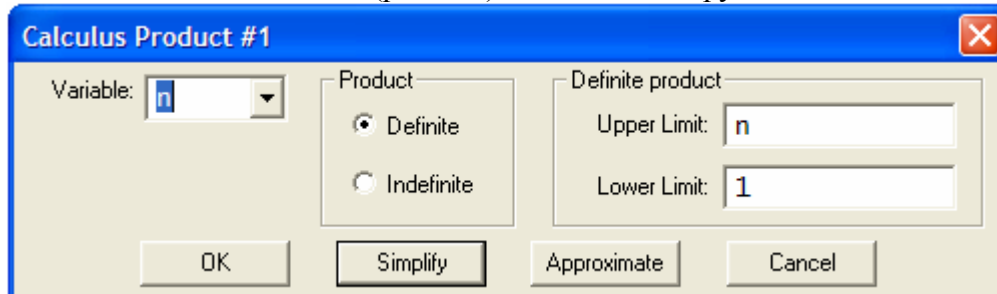 Calculus Product #1
Variable: n
Product
Definite
Indefinite
Definite product
Upper Limit: n
Lower Limit: 1
OK Simplify Approximate Cancel